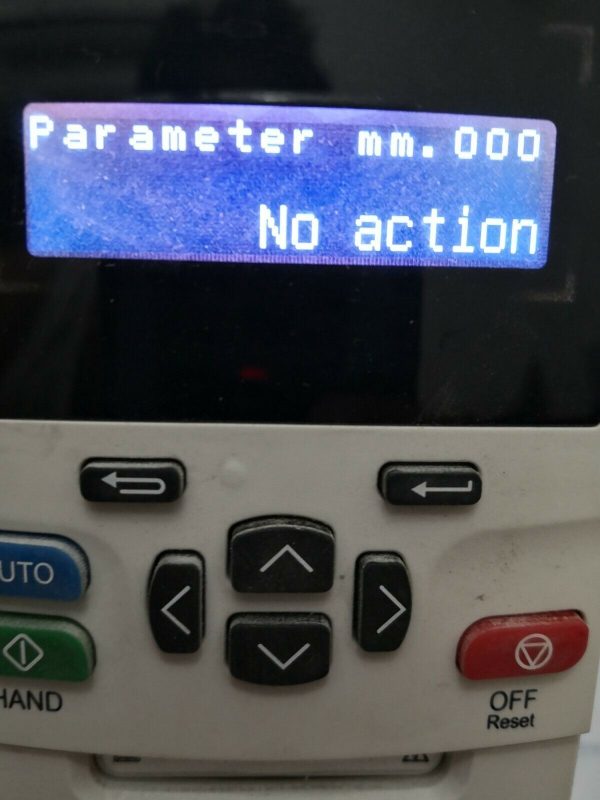 Parameter mm.000
No action
UTO
HAND
OFF
Reset